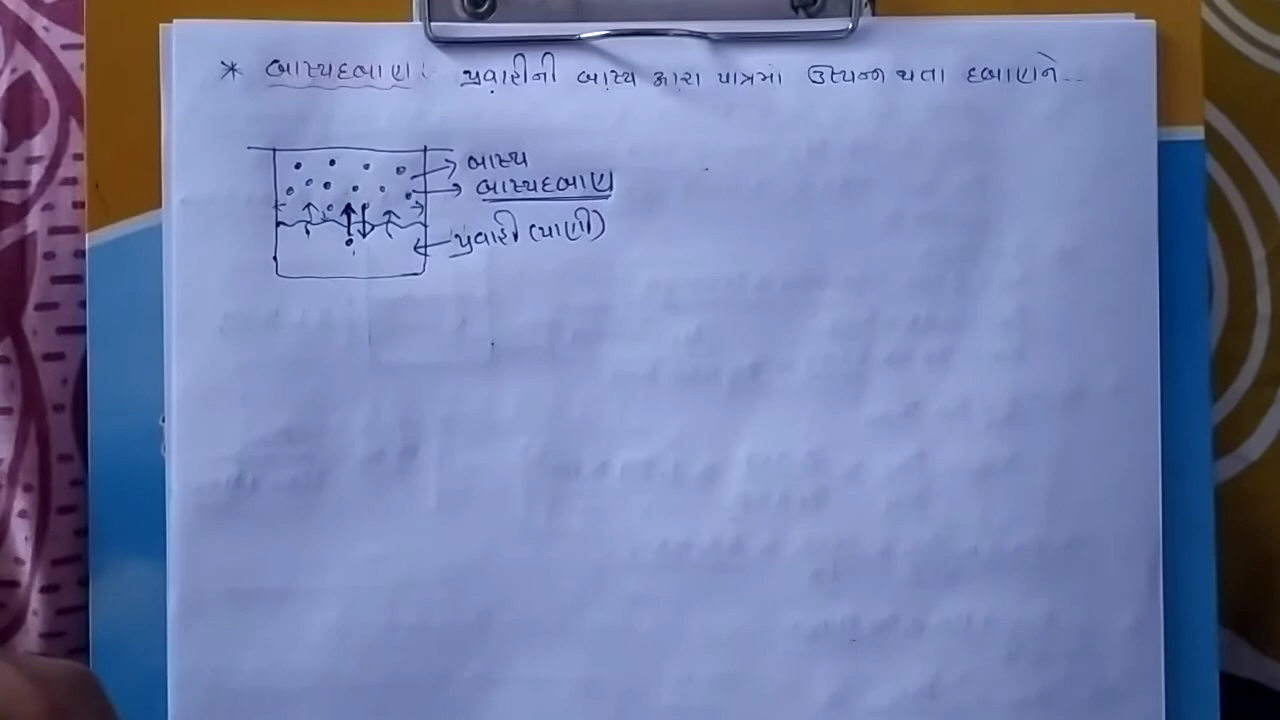 * બાષ્પદબાણ : પ્રવાહીની બાષ્પ દ્વારા પાત્રમાં ઉત્પન્ન થતા દબાણને..
બાષ્પ
બાષ્પદબાણ
પ્રવાહી (પાણી)